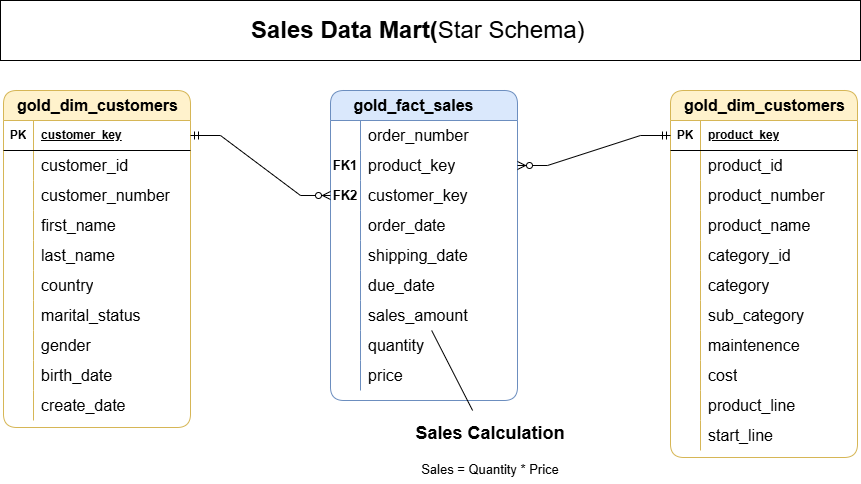 Sales Data Mart(Star Schema)
gold_dim_customers
PK customer_key
customer_id
customer_number
first_name
last_name
country
marital_status
gender
birth_date
create_date
gold_fact_sales
order_number
FK1 product_key
FK2 customer_key
order_date
shipping_date
due_date
sales_amount
quantity
price
Sales Calculation
Sales = Quantity * Price
gold_dim_customers
PK product_key
product_id
product_number
product_name
category_id
category
sub_category
maintenence
cost
product_line
start_line